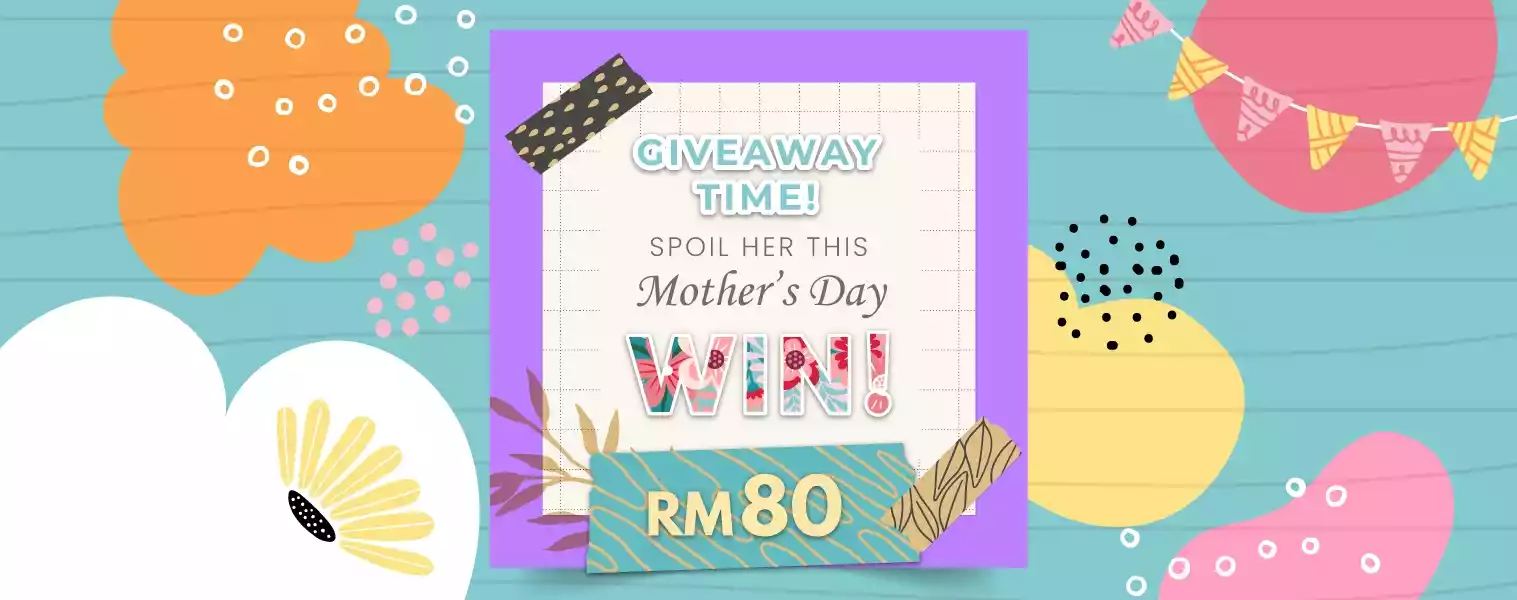 GIVEAWAY
TIME!
SPOIL HER THIS
Mother's Day
WIN!
RM80